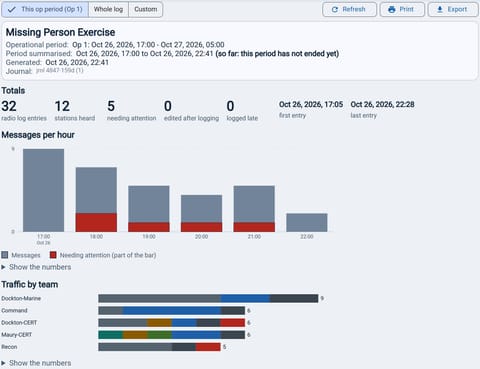 This op period (Op 1)
Whole log
Custom
Refresh
Print
Export
Missing Person Exercise
Operational period: Op 1: Oct 26, 2026, 17:00 - Oct 27, 2026, 05:00
Period summarised: Oct 26, 2026, 17:00 to Oct 26, 2026, 22:41 (so far: this period has not ended yet)
Generated: Oct 26, 2026, 22:41
Journal: jrnl 4847-159d (1)
Totals
32
radio log entries
12
stations heard
5
needing attention
0
edited after logging
0
logged late
Oct 26, 2026, 17:05
first entry
Oct 26, 2026, 22:28
last entry
Messages per hour
9
0
17:00
Oct 26
18:00
19:00
20:00
21:00
22:00
Messages
Needing attention (part of the bar)
Show the numbers
Traffic by team
Dockton-Marine 9
Command 6
Dockton-CERT 6
Maury-CERT 6
Recon 5
Show the numbers